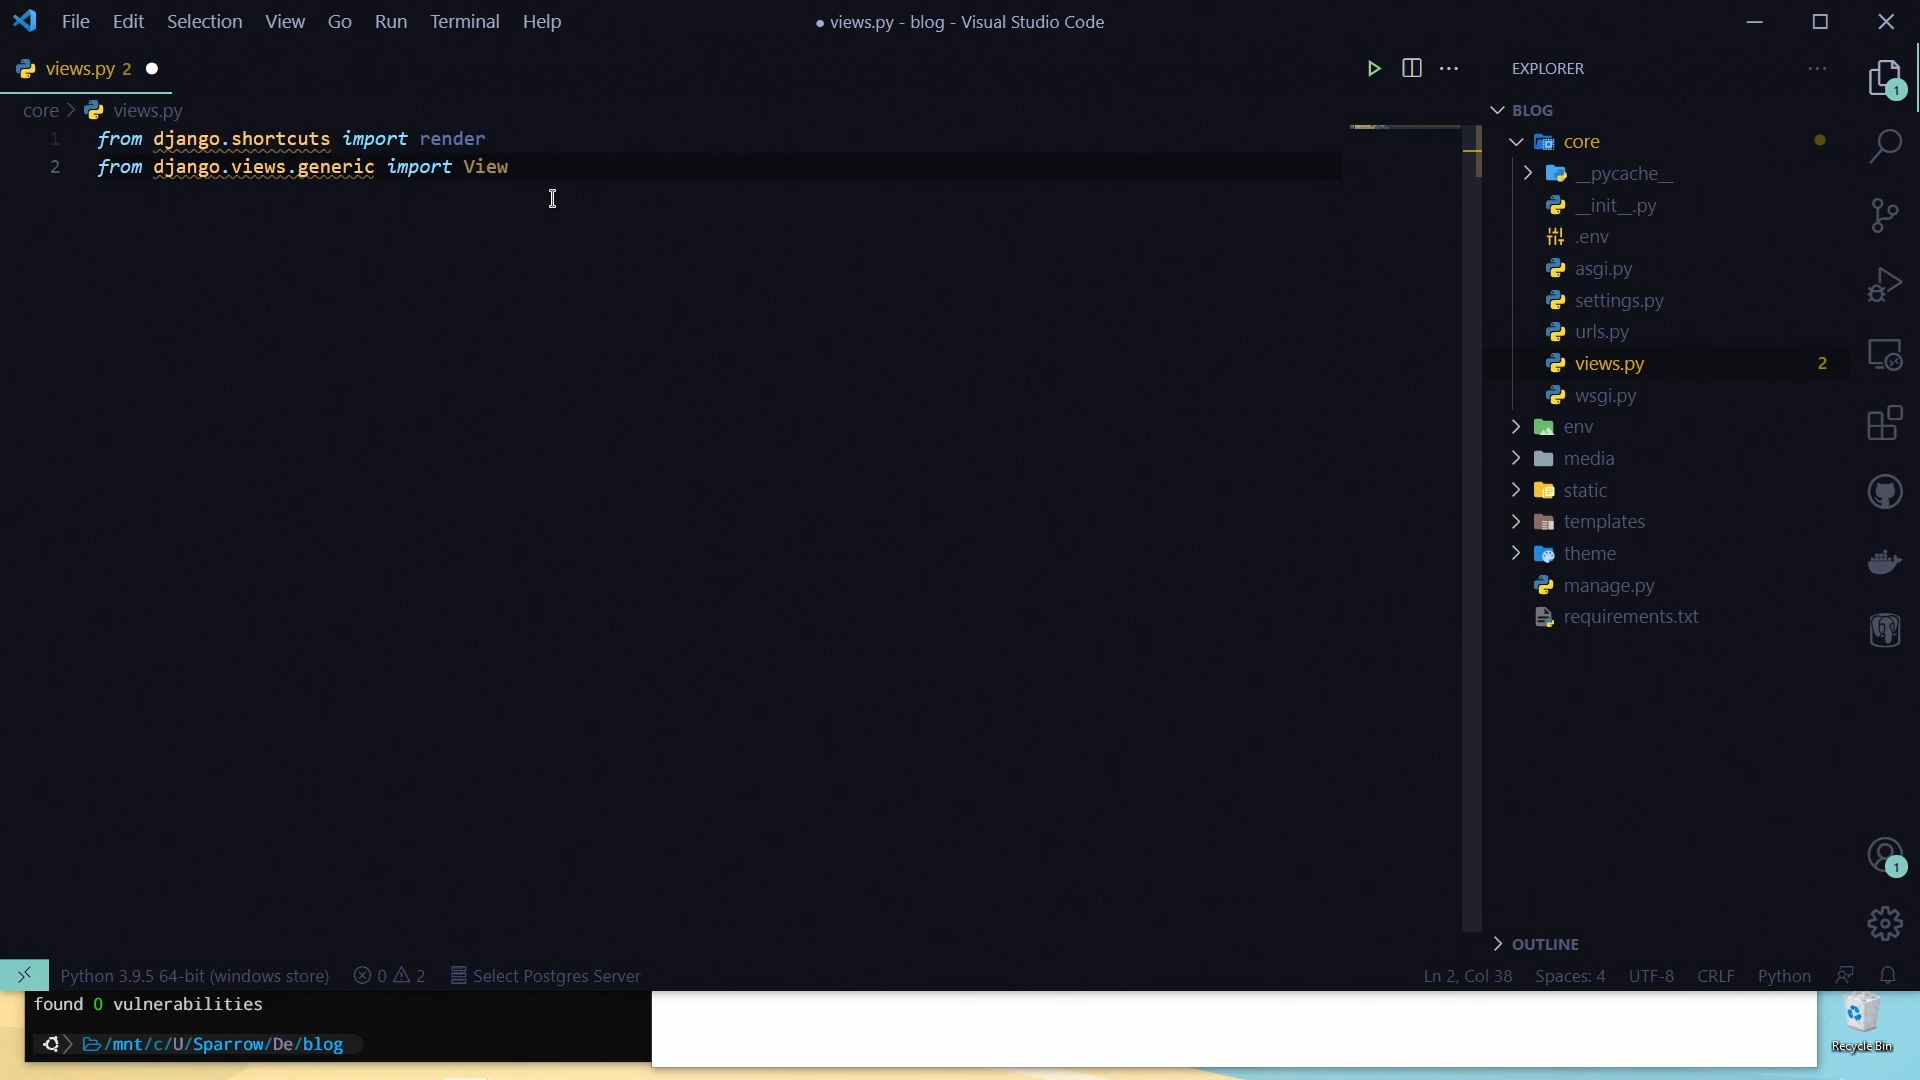 File Edit Selection View Go Run Terminal Help
● views.py - blog - Visual Studio Code
views.py 2
EXPLORER
core > views.py
BLOG
1 from django.shortcuts import render
2 from django.views.generic import View
core
__pycache__
__init__.py
.env
asgi.py
settings.py
urls.py
views.py 2
wsgi.py
env
media
static
templates
theme
manage.py
requirements.txt
1
1
OUTLINE
Python 3.9.5 64-bit (windows store) 0 2 Select Postgres Server
Ln 2, Col 38 Spaces: 4 UTF-8 CRLF Python
found 0 vulnerabilities
/mnt/c/U/Sparrow/De/blog
Recycle Bin